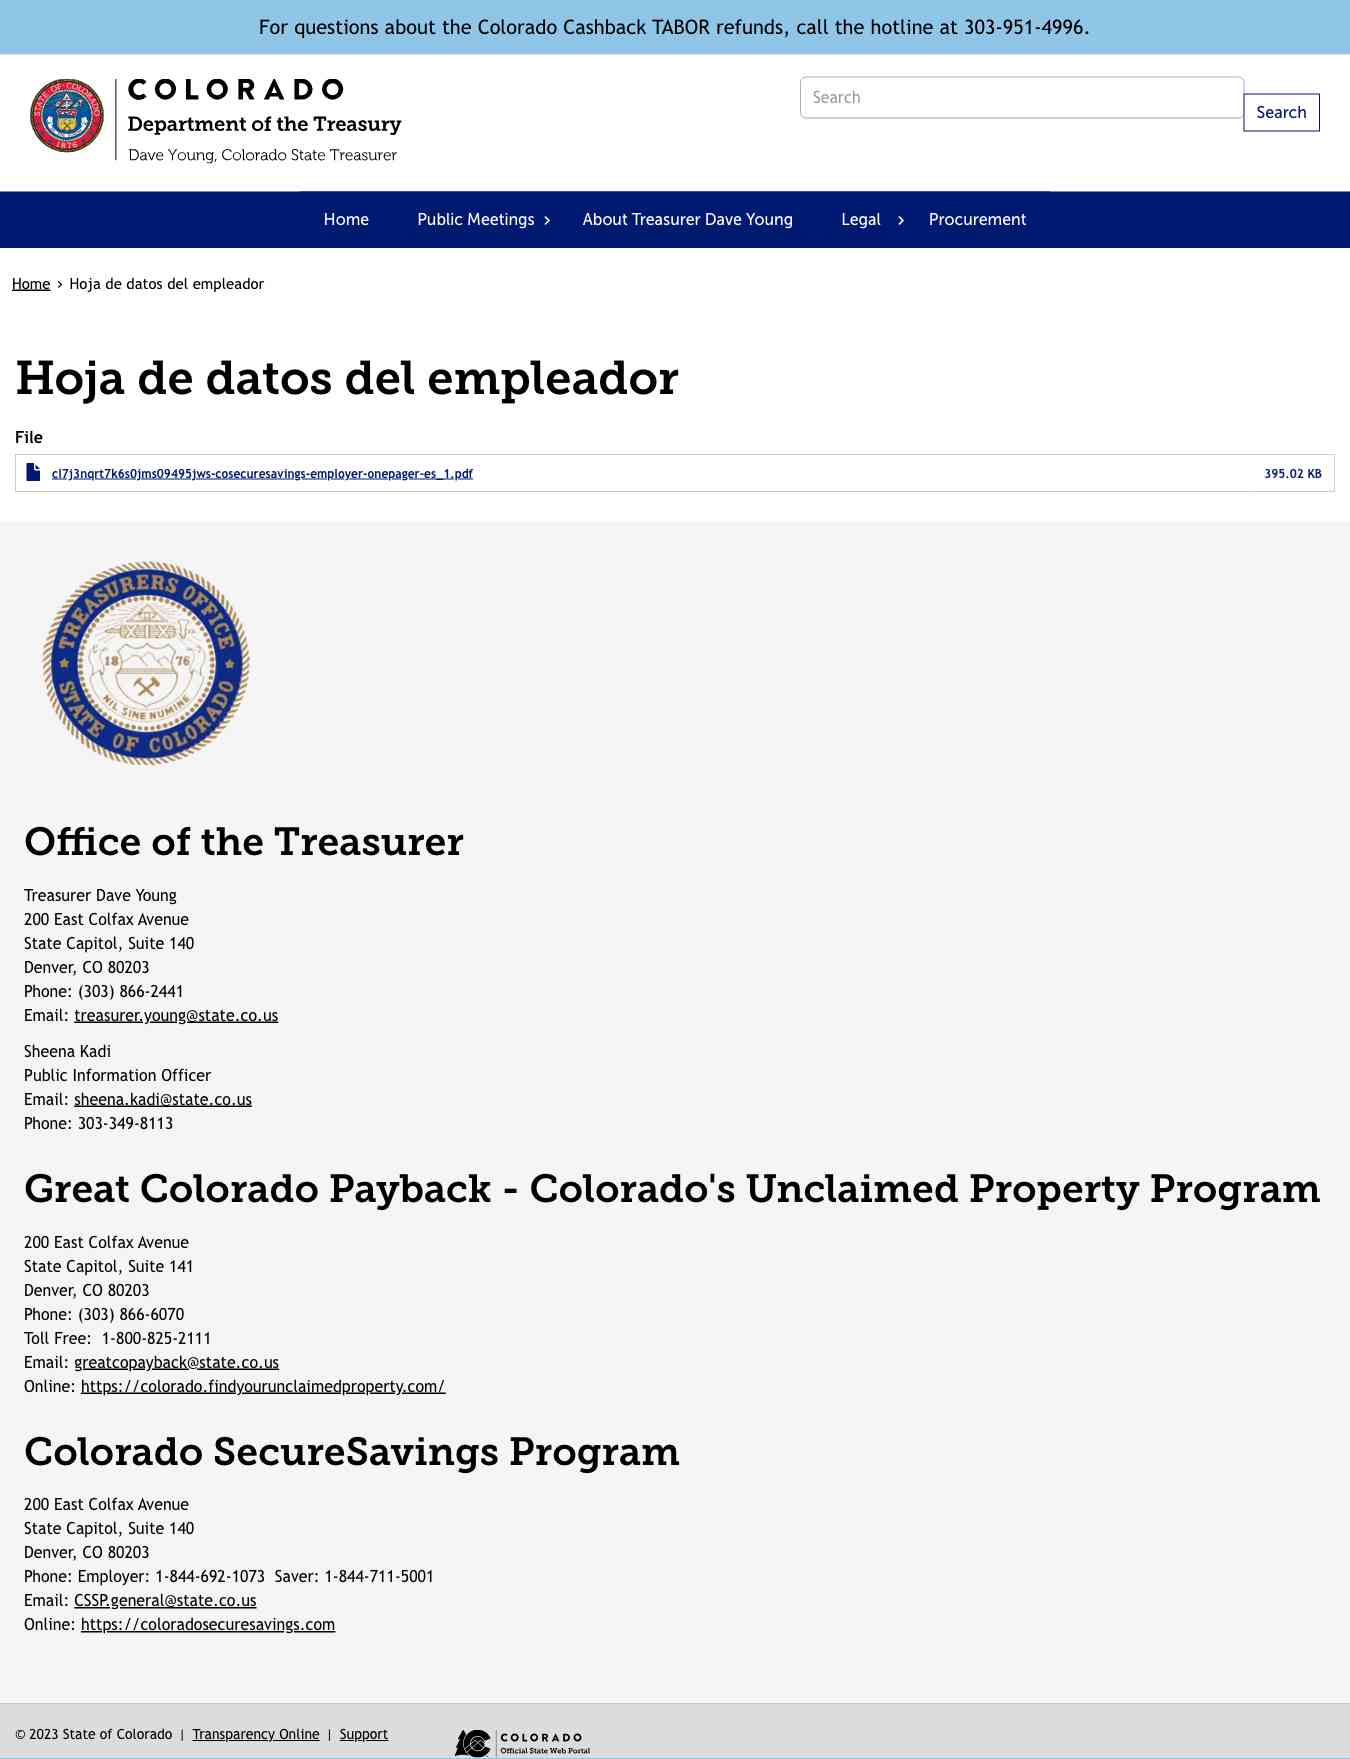 For questions about the Colorado Cashback TABOR refunds, call the hotline at 303-951-4996.
STATE OF COLORADO
1876
COLORADO
Department of the Treasury
Dave Young, Colorado State Treasurer
Search
Search
Home Public Meetings › About Treasurer Dave Young Legal › Procurement
Home › Hoja de datos del empleador
Hoja de datos del empleador
File
cl7j3nqrt7k6s0jms09495jws-cosecuresavings-employer-onepager-es_1.pdf 395.02 KB
TREASURERS OFFICE
18 76
NIL SINE NUMINE
STATE OF COLORADO
Office of the Treasurer
Treasurer Dave Young
200 East Colfax Avenue
State Capitol, Suite 140
Denver, CO 80203
Phone: (303) 866-2441
Email: treasurer.young@state.co.us
Sheena Kadi
Public Information Officer
Email: sheena.kadi@state.co.us
Phone: 303-349-8113
Great Colorado Payback - Colorado's Unclaimed Property Program
200 East Colfax Avenue
State Capitol, Suite 141
Denver, CO 80203
Phone: (303) 866-6070
Toll Free: 1-800-825-2111
Email: greatcopayback@state.co.us
Online: https://colorado.findyourunclaimedproperty.com/
Colorado SecureSavings Program
200 East Colfax Avenue
State Capitol, Suite 140
Denver, CO 80203
Phone: Employer: 1-844-692-1073 Saver: 1-844-711-5001
Email: CSSP.general@state.co.us
Online: https://coloradosecuresavings.com
© 2023 State of Colorado | Transparency Online | Support
COLORADO
Official State Web Portal